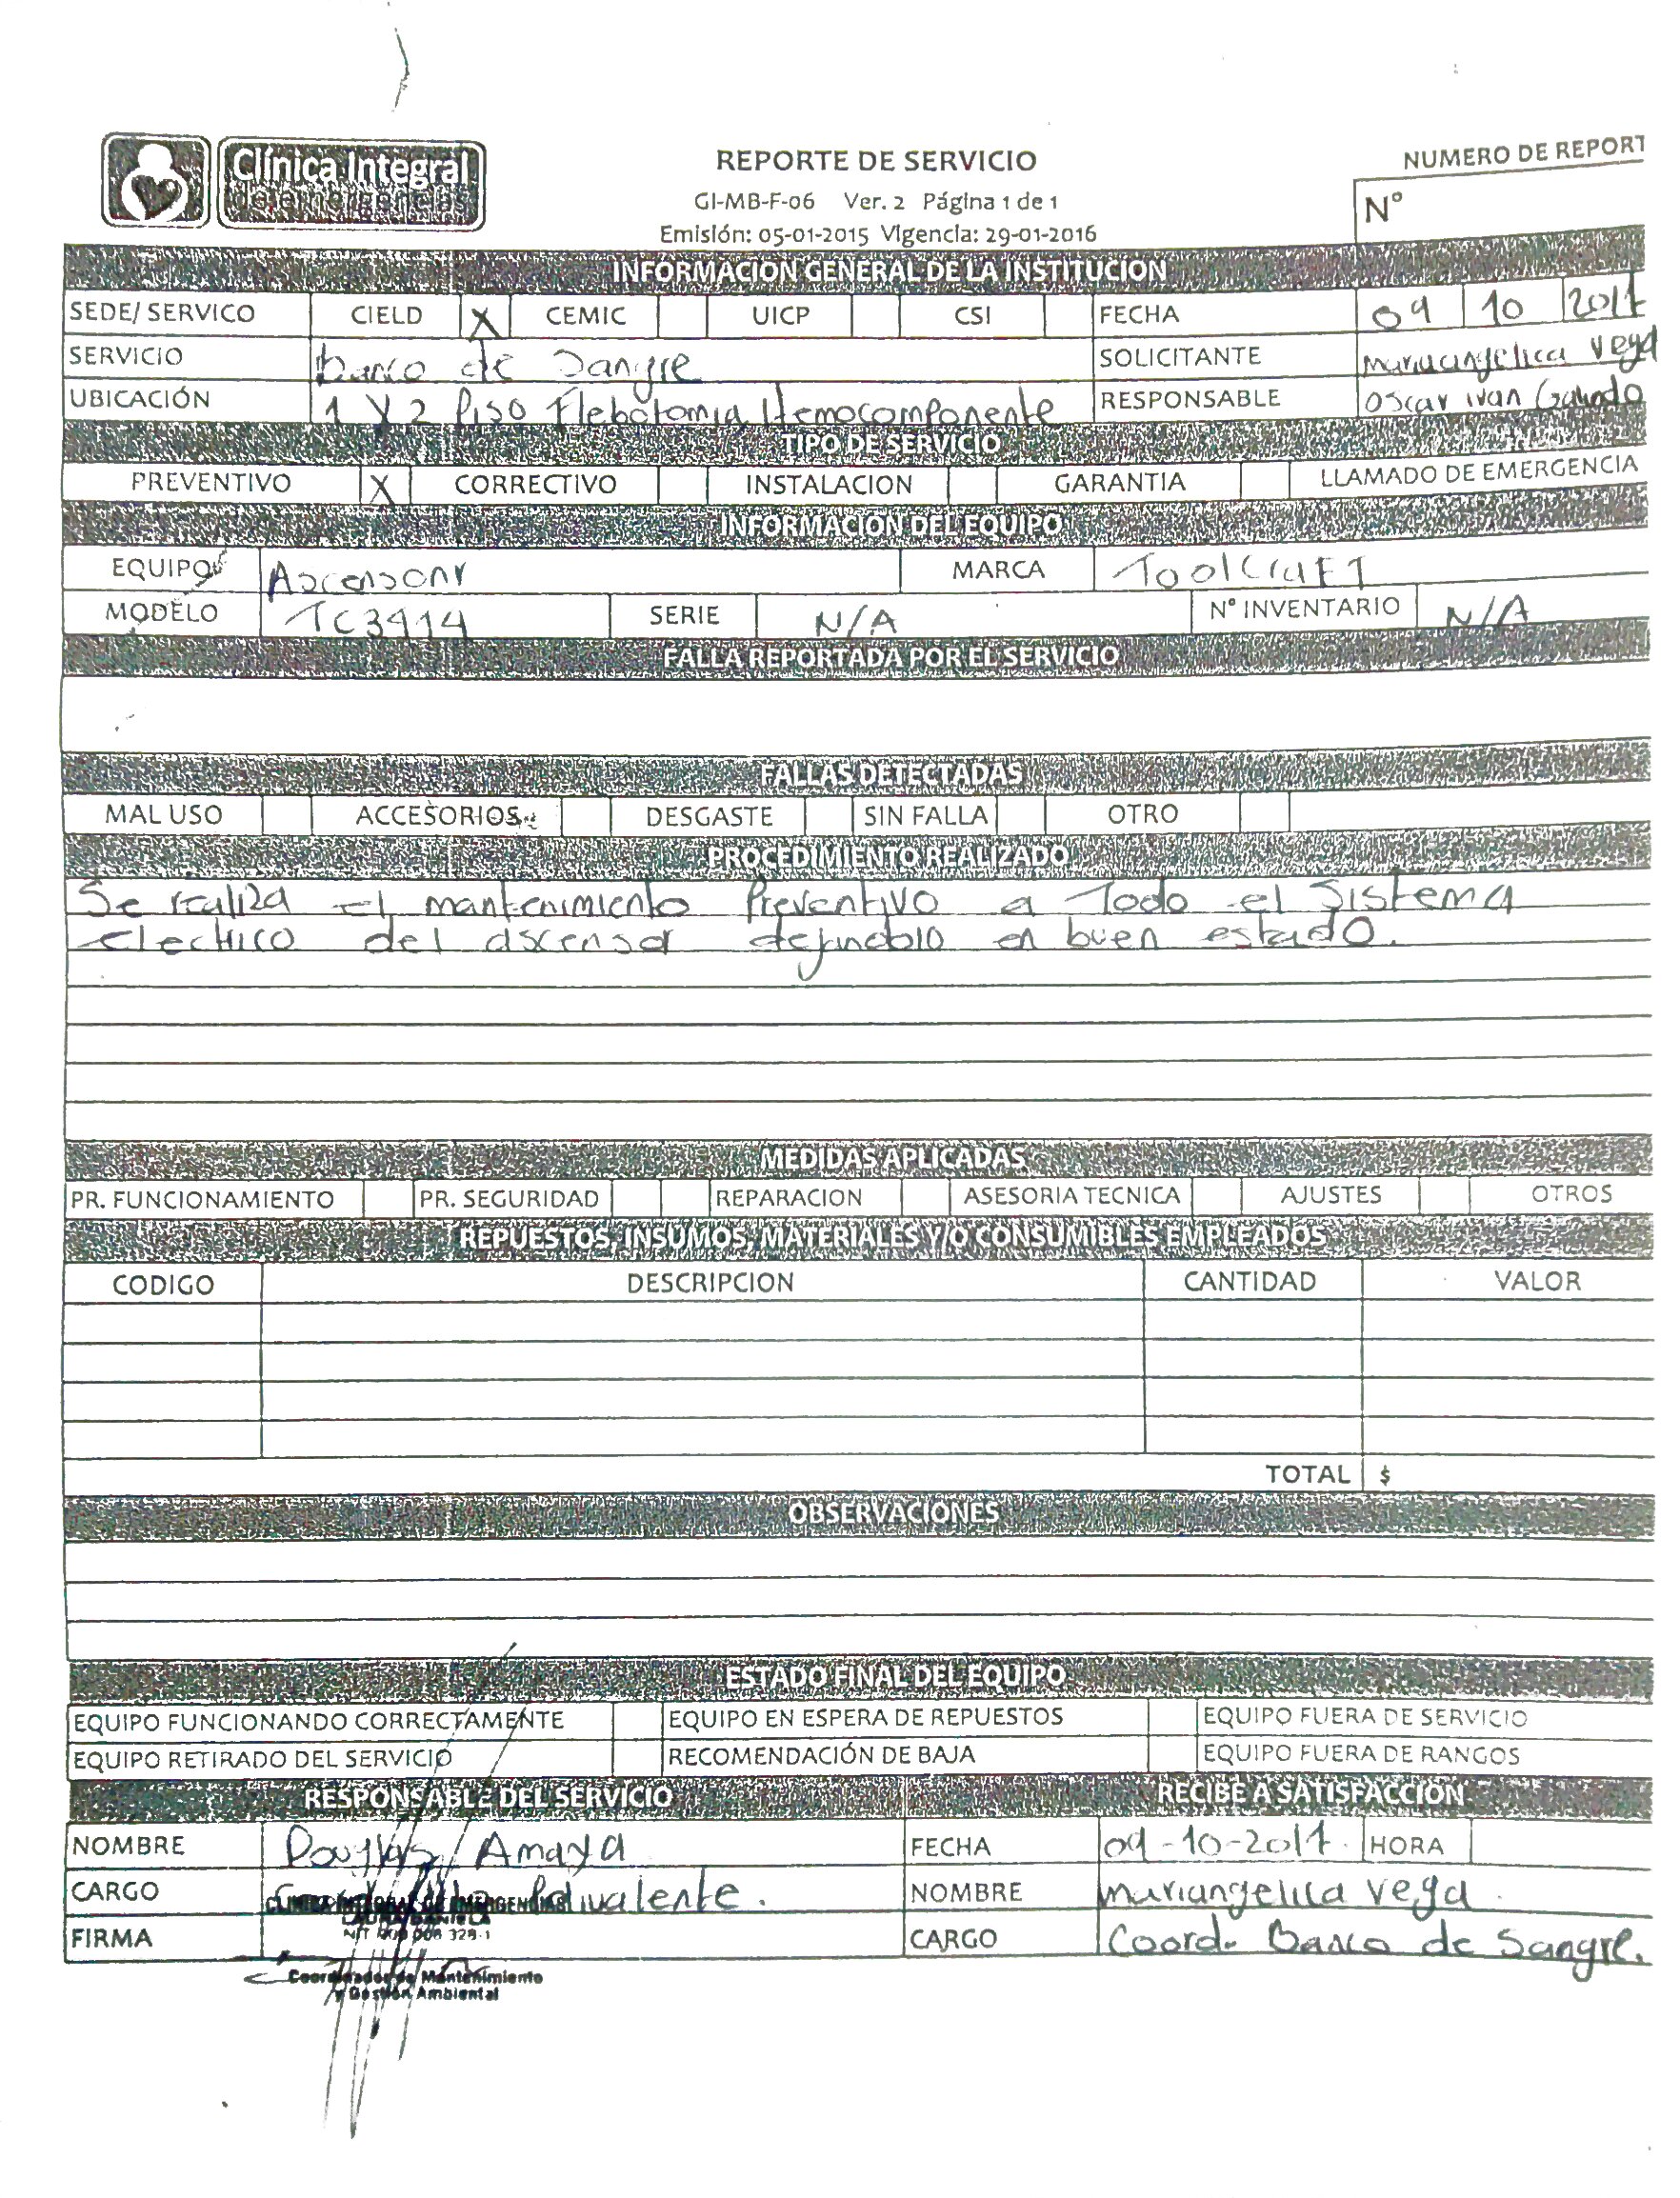 Clínica Integral
de emergencias
REPORTE DE SERVICIO
GI-MB-F-06 Ver. 2 Página 1 de 1
Emisión: 05-01-2015 Vigencia: 29-01-2016
NUMERO DE REPORT
N°
INFORMACION GENERAL DE LA INSTITUCION
SEDE/ SERVICO CIELD X CEMIC UICP CSI FECHA 09 10 2017
SERVICIO banco de Sangre SOLICITANTE mariangelica Vega
UBICACIÓN 1 y 2 Piso Flebotomia Hemocomponente RESPONSABLE Oscar ivan Galindo
TIPO DE SERVICIO
PREVENTIVO X CORRECTIVO INSTALACION GARANTIA LLAMADO DE EMERGENCIA
INFORMACION DEL EQUIPO
EQUIPO Ascensorr MARCA ToolCraFT
MODELO TC3414 SERIE N/A N° INVENTARIO N/A
FALLA REPORTADA POR EL SERVICIO
FALLAS DETECTADAS
MAL USO ACCESORIOS DESGASTE SIN FALLA OTRO
PROCEDIMIENTO REALIZADO
Se realiza el mantenimiento Preventivo a Todo el Sistema
electrico del ascensor dejandolo en buen estado.
MEDIDAS APLICADAS
PR. FUNCIONAMIENTO PR. SEGURIDAD REPARACION ASESORIA TECNICA AJUSTES OTROS
REPUESTOS, INSUMOS, MATERIALES Y/O CONSUMIBLES EMPLEADOS
CODIGO DESCRIPCION CANTIDAD VALOR
TOTAL $
OBSERVACIONES
ESTADO FINAL DEL EQUIPO
EQUIPO FUNCIONANDO CORRECTAMENTE EQUIPO EN ESPERA DE REPUESTOS EQUIPO FUERA DE SERVICIO
EQUIPO RETIRADO DEL SERVICIO RECOMENDACIÓN DE BAJA EQUIPO FUERA DE RANGOS
RESPONSABLE DEL SERVICIO RECIBE A SATISFACCION
NOMBRE Douglas Amaya FECHA 09-10-2017. HORA
CARGO Polivalente. NOMBRE mariangelica vega.
CLINICA INTEGRAL DE EMERGENCIAS
LAURA DANIELA
FIRMA CARGO Coord. Banco de Sangre.
Coordinador de Mantenimiento
y Gestión Ambiental